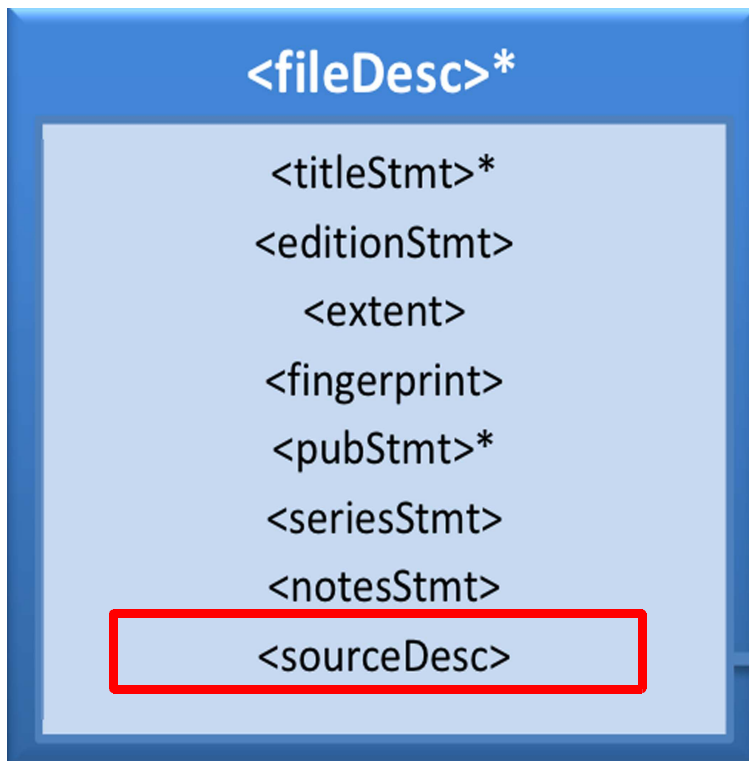 <fileDesc>*
<titleStmt>*
<editionStmt>
<extent>
<fingerprint>
<pubStmt>*
<seriesStmt>
<notesStmt>
<sourceDesc>